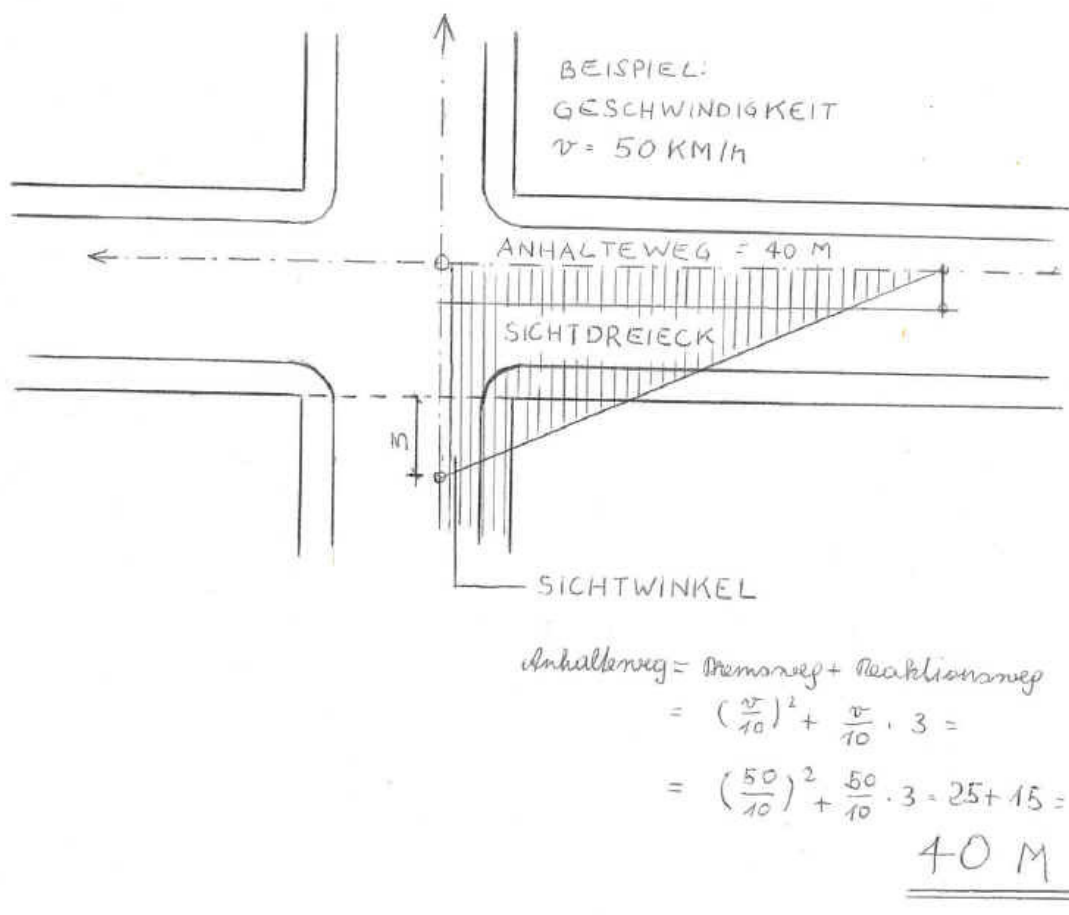 BEISPIEL:
GESCHWINDIGKEIT
v = 50 KM/h
ANHALTEWEG = 40 M
SICHTDREIECK
SICHTWINKEL
Anhalteweg = Bremsweg + Reaktionsweg
= (v/10)² + v/10 · 3 =
= (50/10)² + 50/10 · 3 = 25 + 15 =
40 M